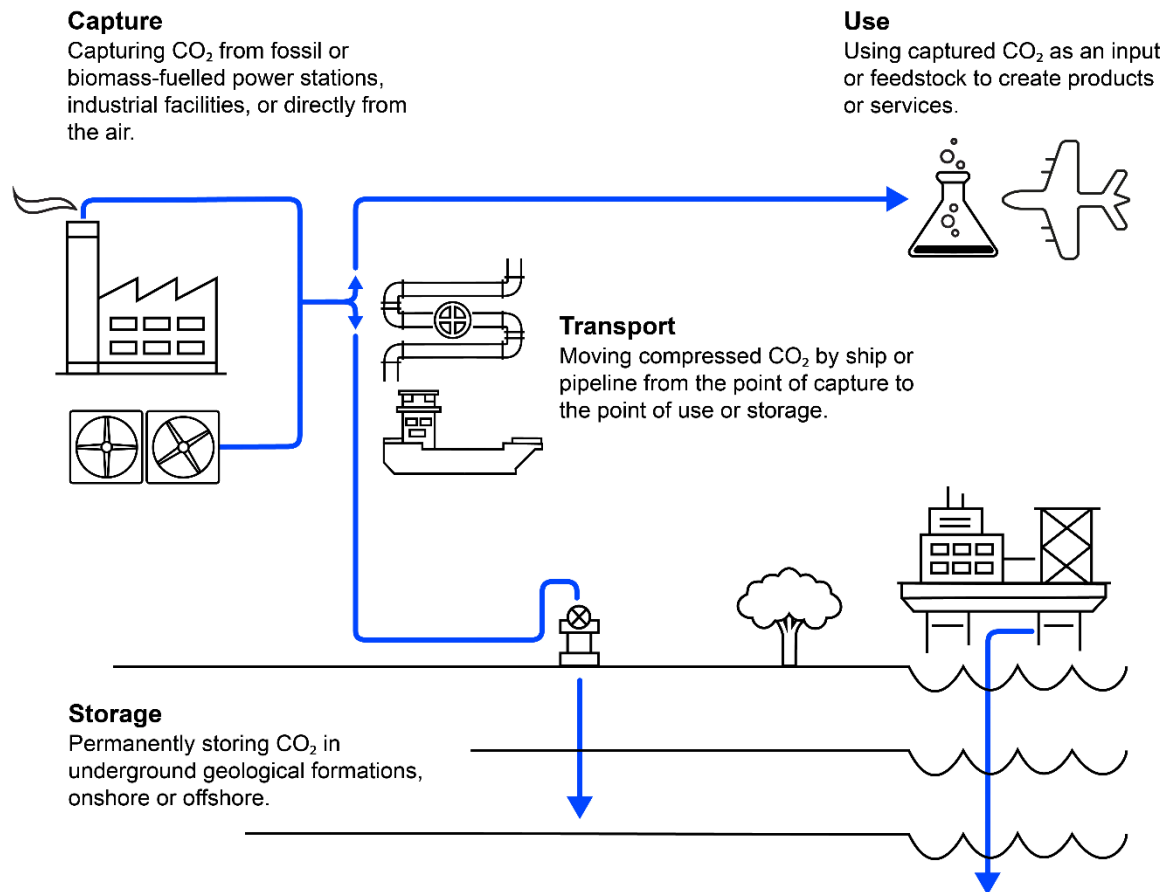 Capture
Capturing CO₂ from fossil or
biomass-fuelled power stations,
industrial facilities, or directly from
the air.
Use
Using captured CO₂ as an input
or feedstock to create products
or services.
Transport
Moving compressed CO₂ by ship or
pipeline from the point of capture to
the point of use or storage.
Storage
Permanently storing CO₂ in
underground geological formations,
onshore or offshore.